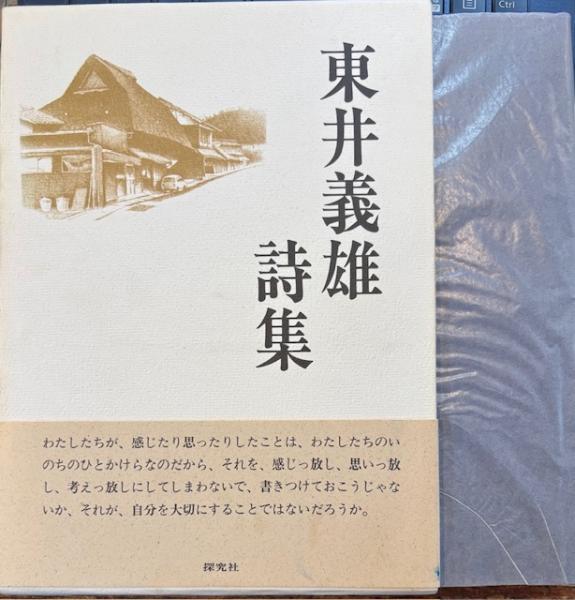 東井義雄
詩集
わたしたちが、感じたり思ったりしたことは、わたしたちのい
のちのひとかけらなのだから、それを、感じっ放し、思いっ放
し、考えっ放しにしてしまわないで、書きつけておこうじゃな
いか、それが、自分を大切にすることではないだろうか。
探究社
Ctrl